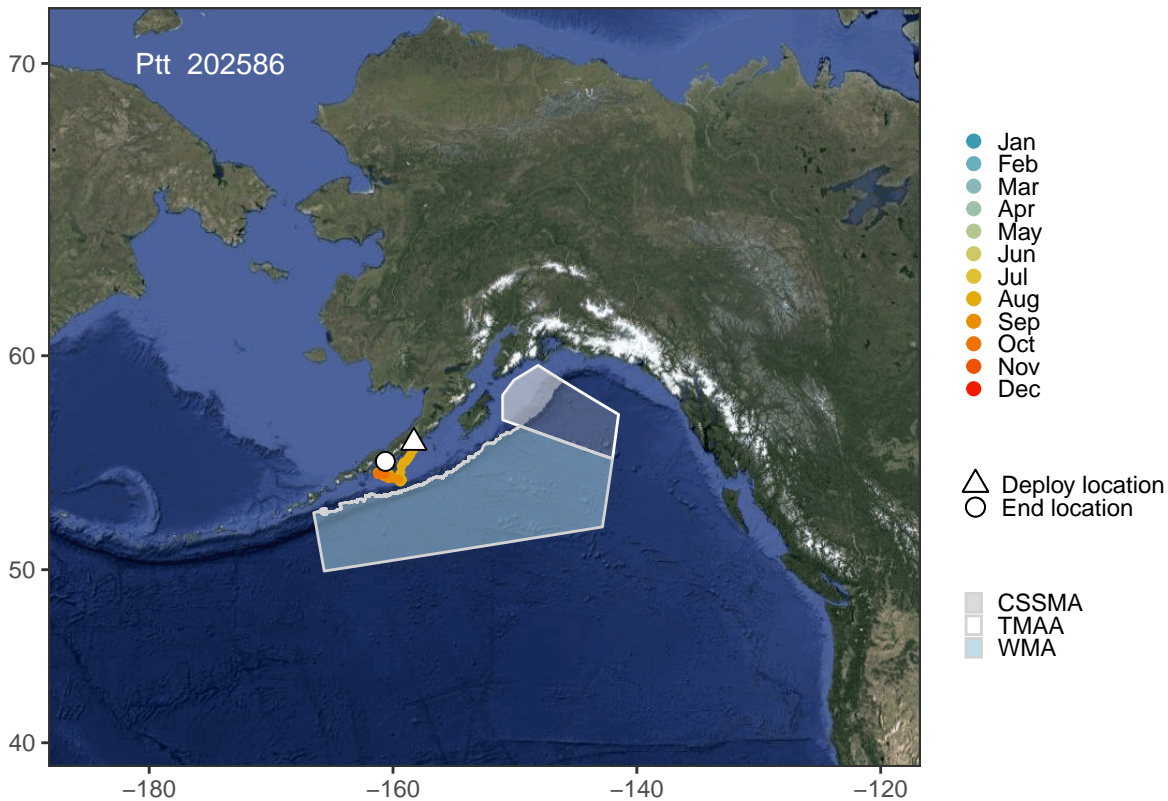 Ptt 202586
70
60
50
40
−180
−160
−140
−120
Jan
Feb
Mar
Apr
May
Jun
Jul
Aug
Sep
Oct
Nov
Dec
Deploy location
End location
CSSMA
TMAA
WMA